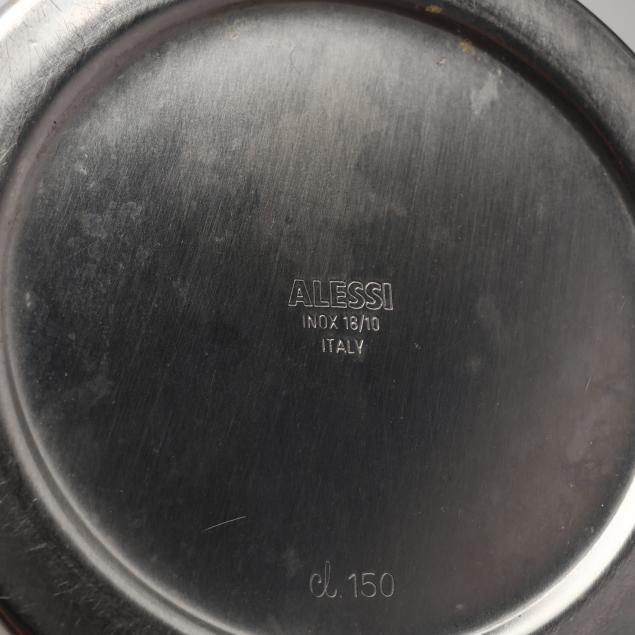 ALESSI
INOX 18/10
ITALY
cl. 150